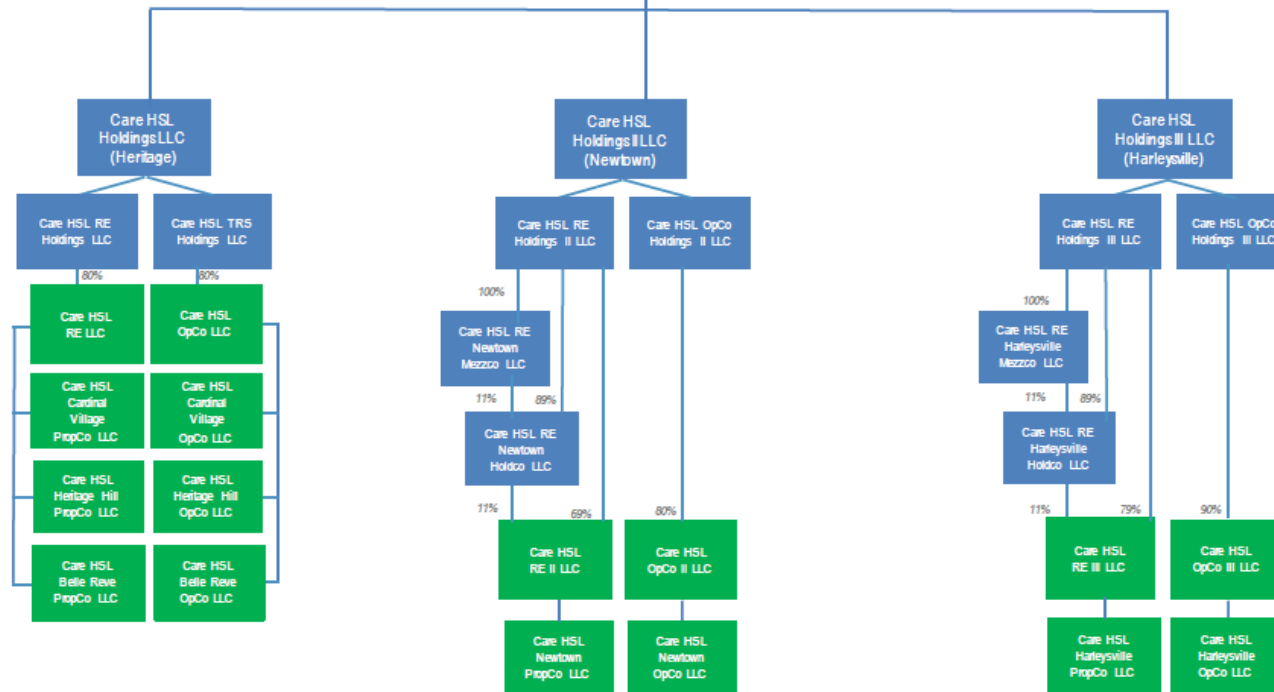 Care HSL
Holdings LLC
(Heritage)
Care HSL
Holdings II LLC
(Newtown)
Care HSL
Holdings III LLC
(Harleysville)
Care HSL RE
Holdings LLC
Care HSL TRS
Holdings LLC
Care HSL RE
Holdings II LLC
Care HSL OpCo
Holdings II LLC
Care HSL RE
Holdings III LLC
Care HSL OpCo
Holdings III LLC
80%
80%
Care HSL
RE LLC
Care HSL
OpCo LLC
Care HSL
Cardinal
Village
PropCo LLC
Care HSL
Cardinal
Village
OpCo LLC
Care HSL
Heritage Hill
PropCo LLC
Care HSL
Heritage Hill
OpCo LLC
Care HSL
Belle Reve
PropCo LLC
Care HSL
Belle Reve
OpCo LLC
100%
Care HSL RE
Newtown
Mezzco LLC
11%
89%
Care HSL RE
Newtown
Holdco LLC
11%
69%
80%
Care HSL
RE II LLC
Care HSL
OpCo II LLC
Care HSL
Newtown
PropCo LLC
Care HSL
Newtown
OpCo LLC
100%
Care HSL RE
Harleysville
Mezzco LLC
11%
89%
Care HSL RE
Harleysville
Holdco LLC
11%
79%
90%
Care HSL
RE III LLC
Care HSL
OpCo III LLC
Care HSL
Harleysville
PropCo LLC
Care HSL
Harleysville
OpCo LLC